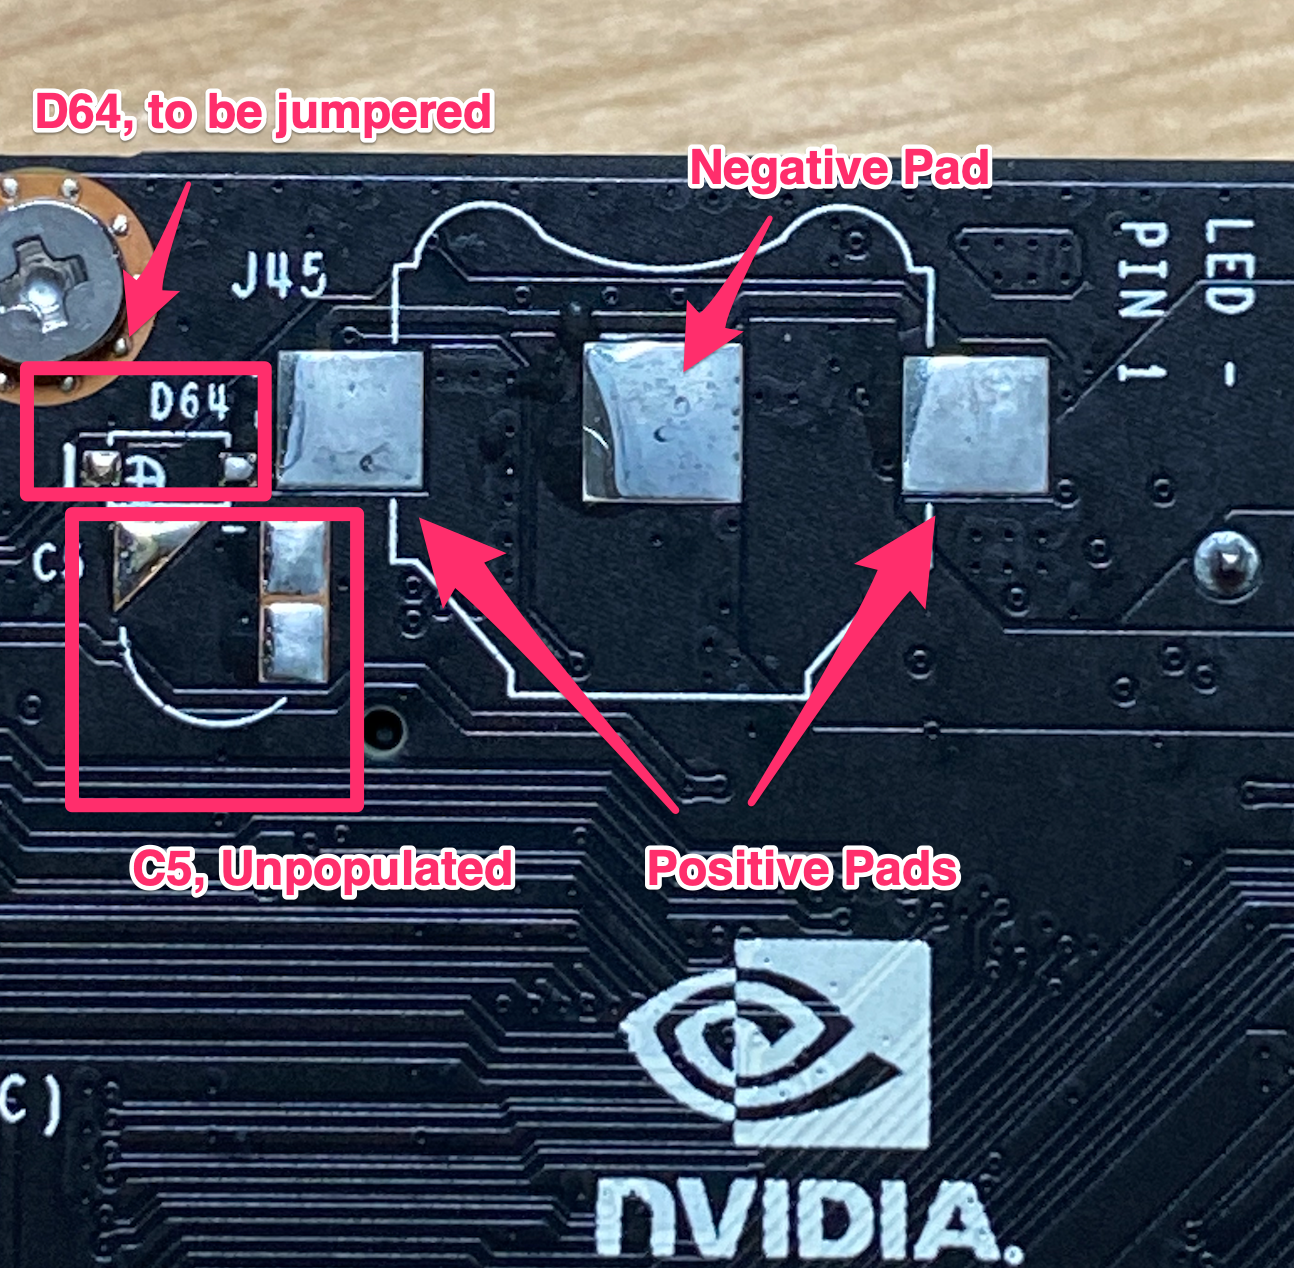 D64, to be jumpered
Negative Pad
J45
LED -
PIN 1
D64
C5
C5, Unpopulated
Positive Pads
C)
NVIDIA.